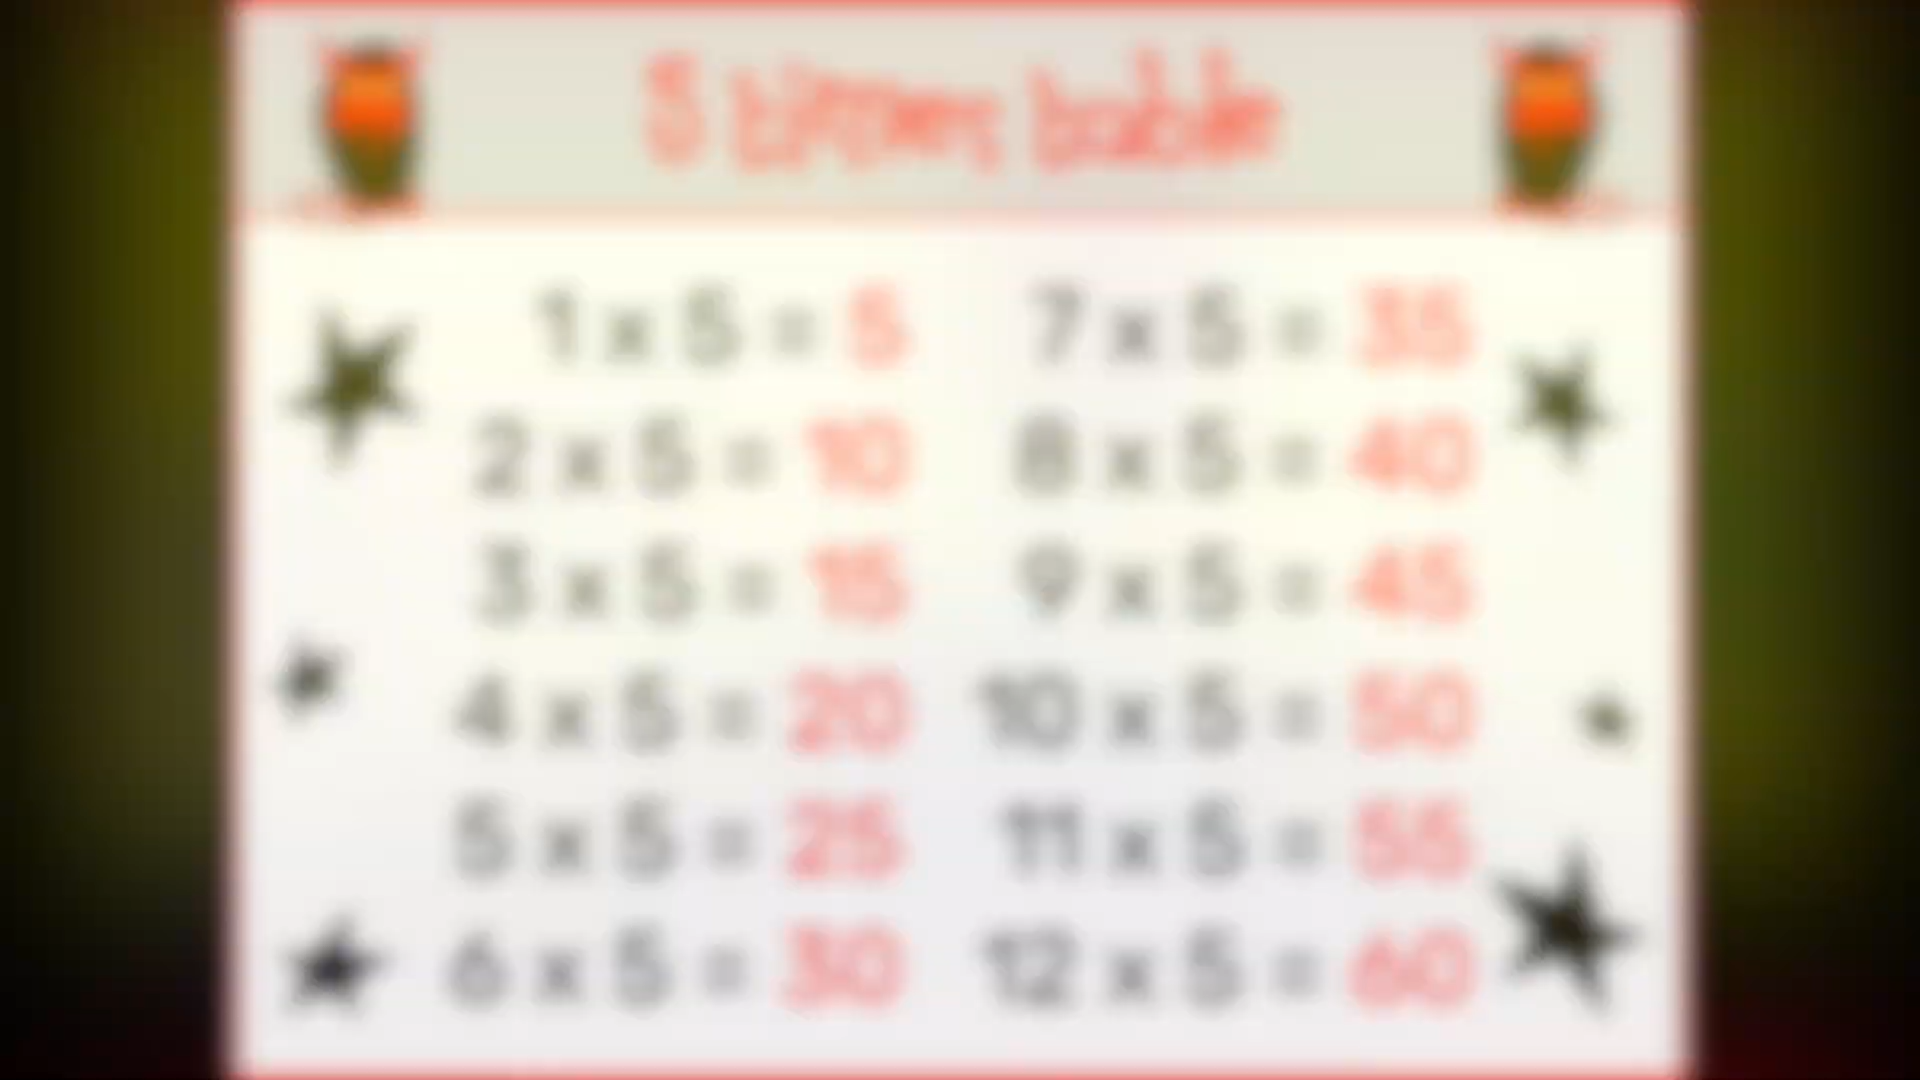 5 times table
1 x 5 = 5
2 x 5 = 10
3 x 5 = 15
4 x 5 = 20
5 x 5 = 25
6 x 5 = 30
7 x 5 = 35
8 x 5 = 40
9 x 5 = 45
10 x 5 = 50
11 x 5 = 55
12 x 5 = 60